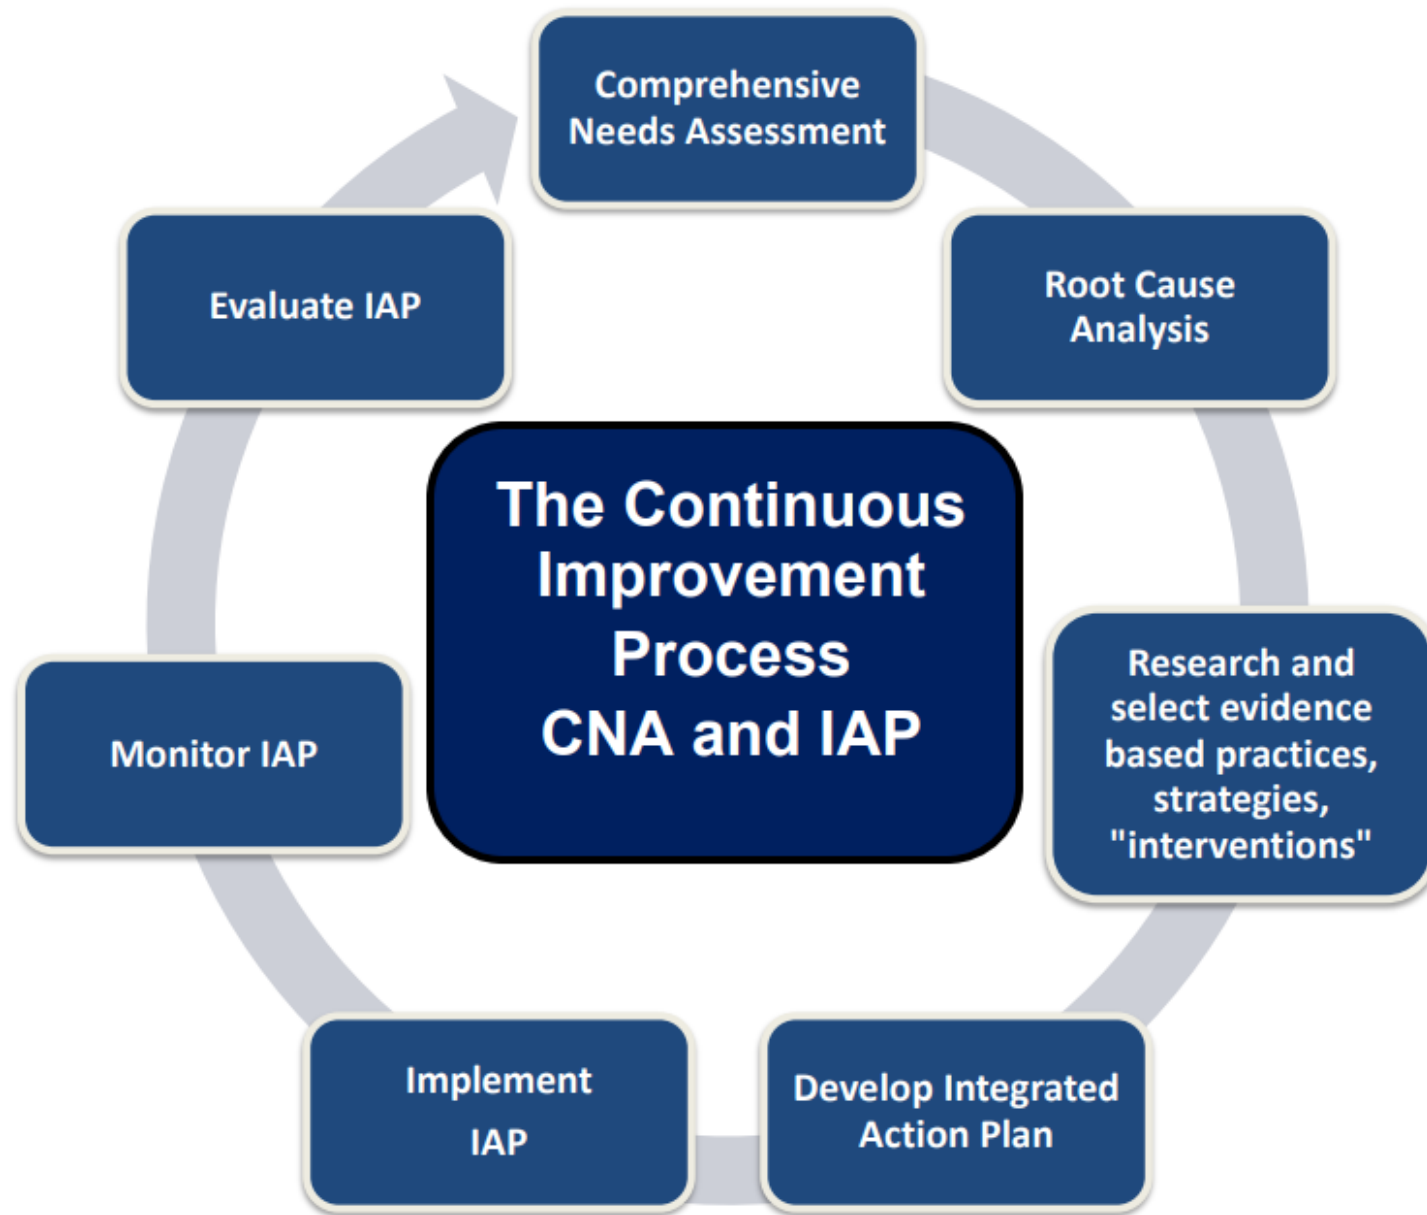 Comprehensive
Needs Assessment
Root Cause
Analysis
Research and
select evidence
based practices,
strategies,
"interventions"
Develop Integrated
Action Plan
Implement
IAP
Monitor IAP
Evaluate IAP
The Continuous
Improvement
Process
CNA and IAP